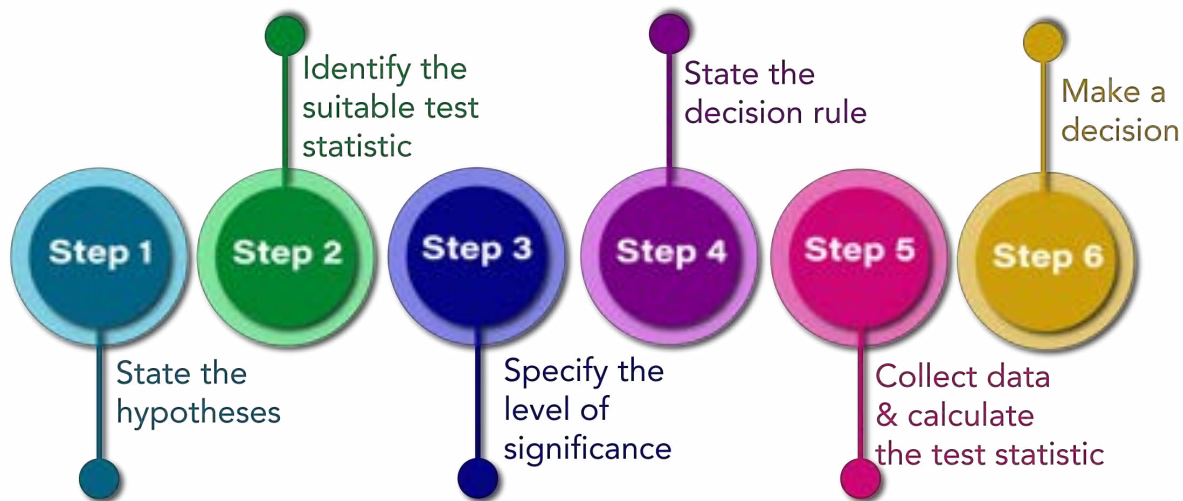 Step 1
State the
hypotheses
Step 2
Identify the
suitable test
statistic
Step 3
Specify the
level of
significance
Step 4
State the
decision rule
Step 5
Collect data
& calculate
the test statistic
Step 6
Make a
decision